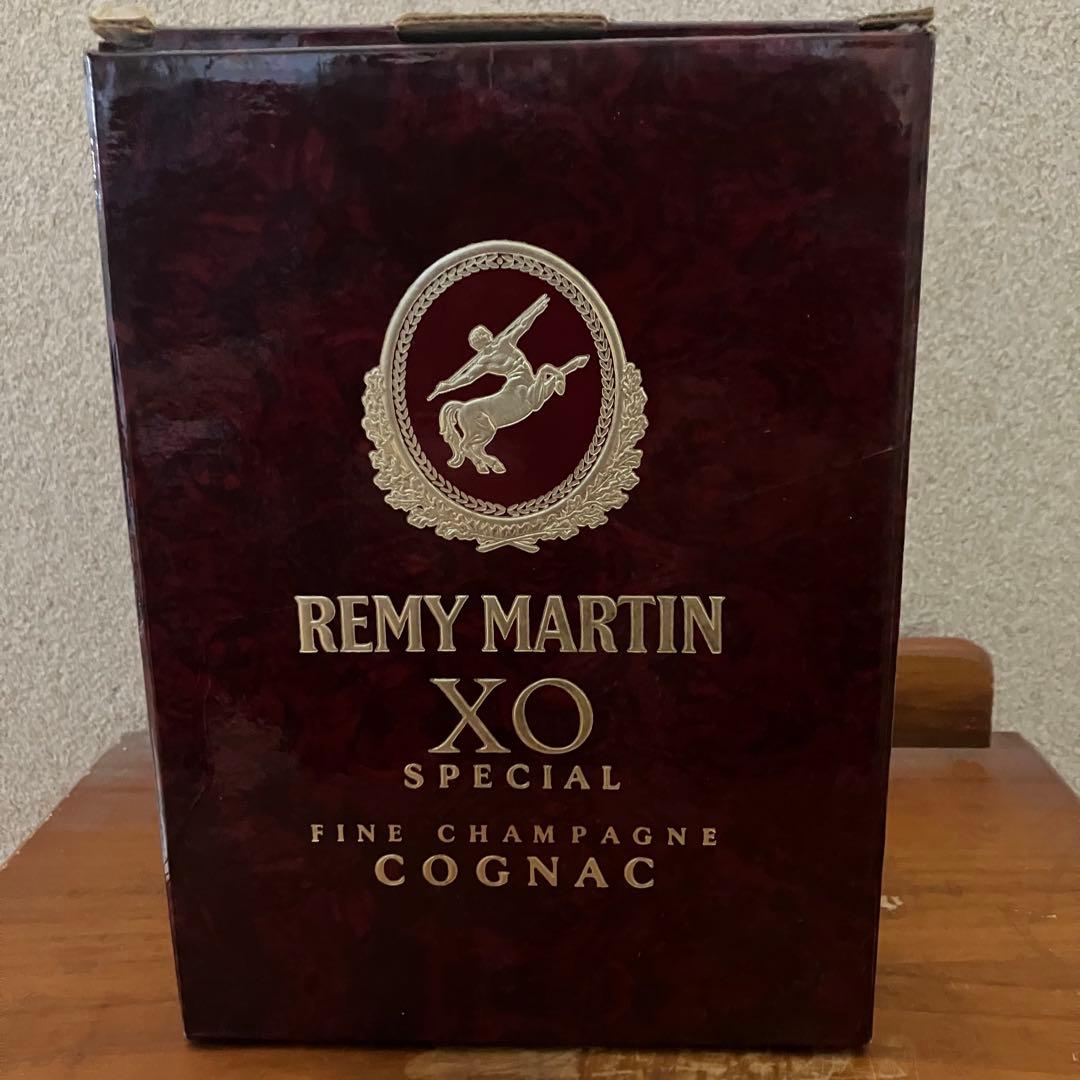 REMY MARTIN
XO
SPECIAL
FINE CHAMPAGNE
COGNAC